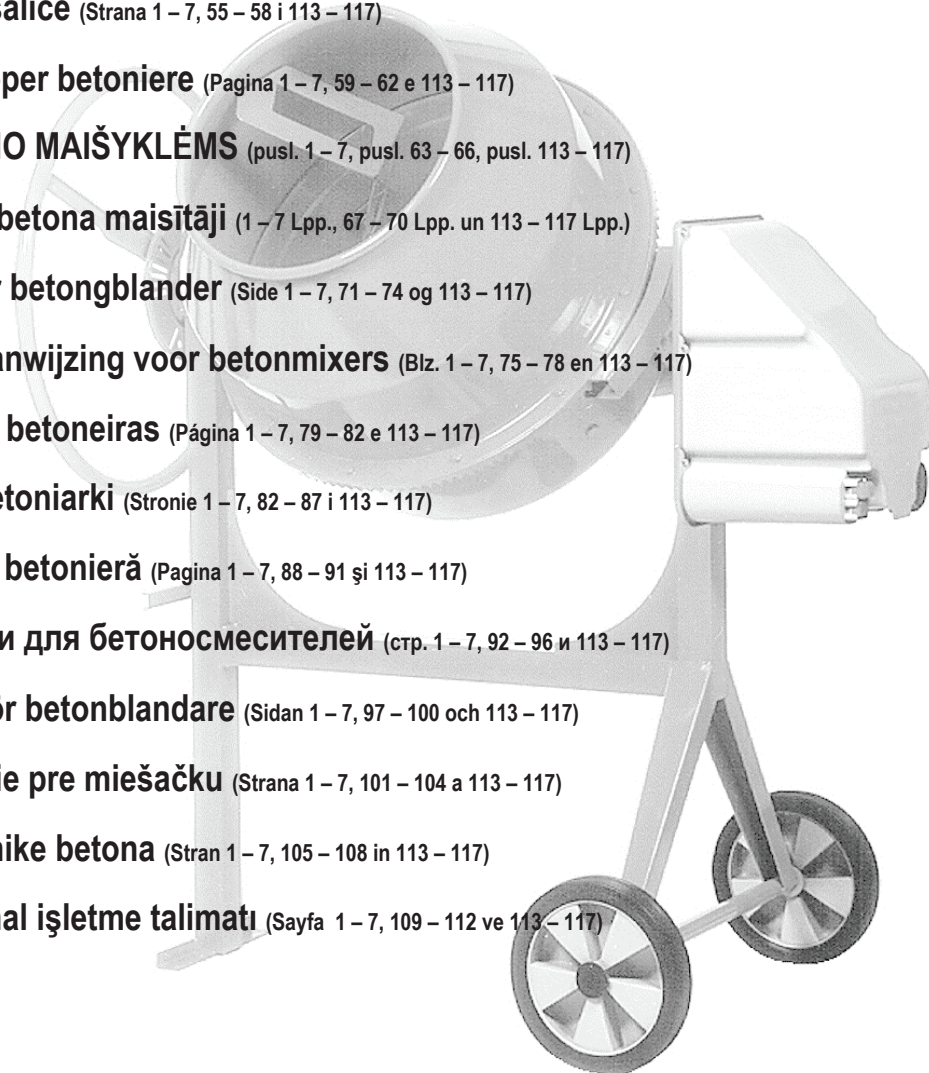 salice (Strana 1 – 7, 55 – 58 i 113 – 117)
per betoniere (Pagina 1 – 7, 59 – 62 e 113 – 117)
O MAIŠYKLĖMS (pusl. 1 – 7, pusl. 63 – 66, pusl. 113 – 117)
betona maisītāji (1 – 7 Lpp., 67 – 70 Lpp. un 113 – 117 Lpp.)
r betongblander (Side 1 – 7, 71 – 74 og 113 – 117)
anwijzing voor betonmixers (Blz. 1 – 7, 75 – 78 en 113 – 117)
betoneiras (Página 1 – 7, 79 – 82 e 113 – 117)
etoniarki (Stronie 1 – 7, 82 – 87 i 113 – 117)
betonieră (Pagina 1 – 7, 88 – 91 şi 113 – 117)
и для бетоносмесителей (стр. 1 – 7, 92 – 96 и 113 – 117)
ör betonblandare (Sidan 1 – 7, 97 – 100 och 113 – 117)
ie pre miešačku (Strana 1 – 7, 101 – 104 a 113 – 117)
nike betona (Stran 1 – 7, 105 – 108 in 113 – 117)
nal işletme talimatı (Sayfa 1 – 7, 109 – 112 ve 113 – 117)